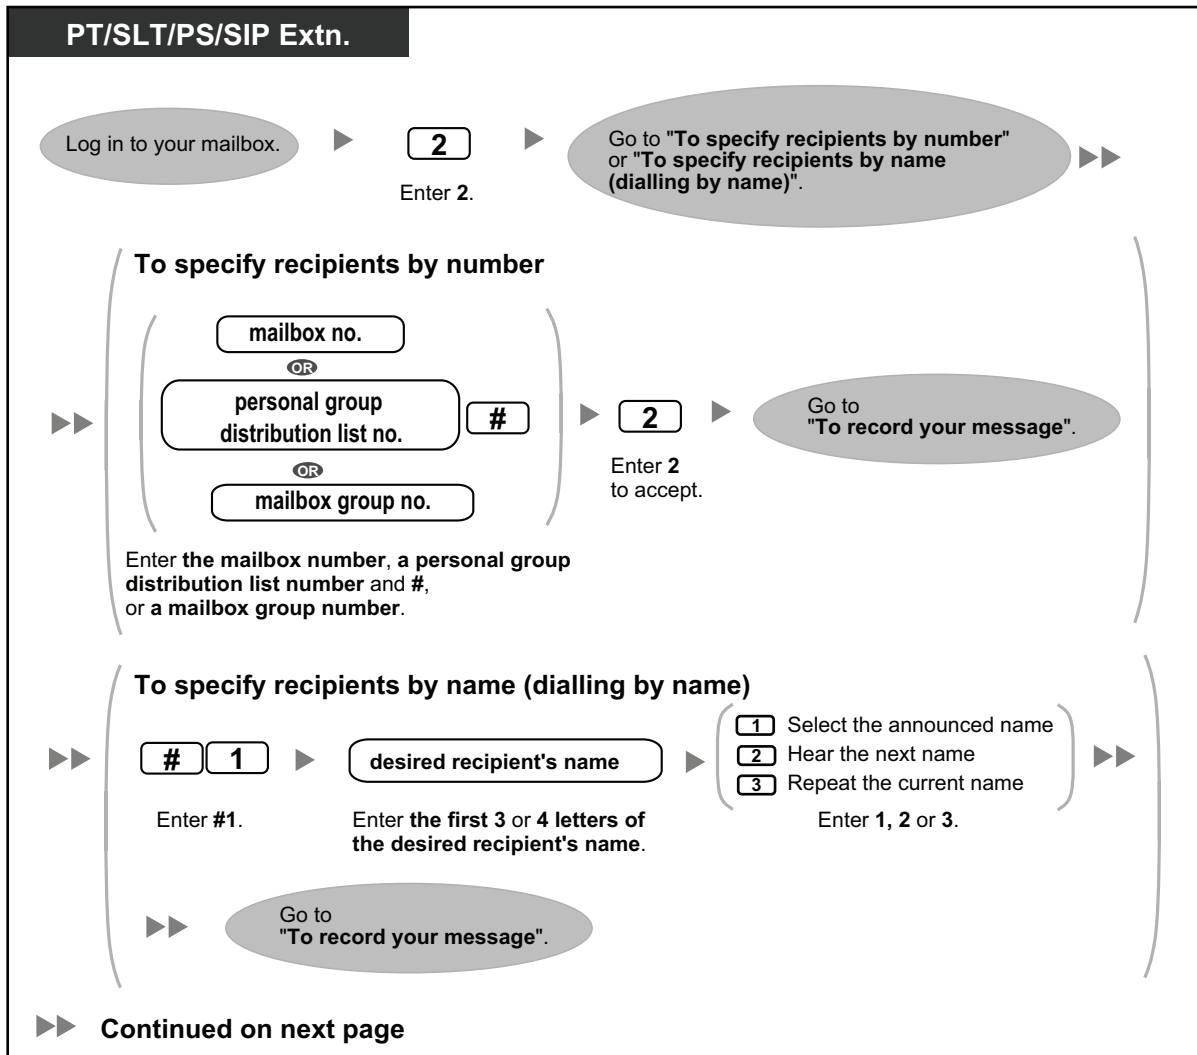 PT/SLT/PS/SIP Extn.
Log in to your mailbox.
2
Enter 2.
Go to "To specify recipients by number"
or "To specify recipients by name
(dialling by name)".
To specify recipients by number
mailbox no.
OR
personal group
distribution list no.
#
OR
mailbox group no.
Enter the mailbox number, a personal group
distribution list number and #,
or a mailbox group number.
2
Enter 2
to accept.
Go to
"To record your message".
To specify recipients by name (dialling by name)
# 1
Enter #1.
desired recipient's name
Enter the first 3 or 4 letters of
the desired recipient's name.
1 Select the announced name
2 Hear the next name
3 Repeat the current name
Enter 1, 2 or 3.
Go to
"To record your message".
Continued on next page